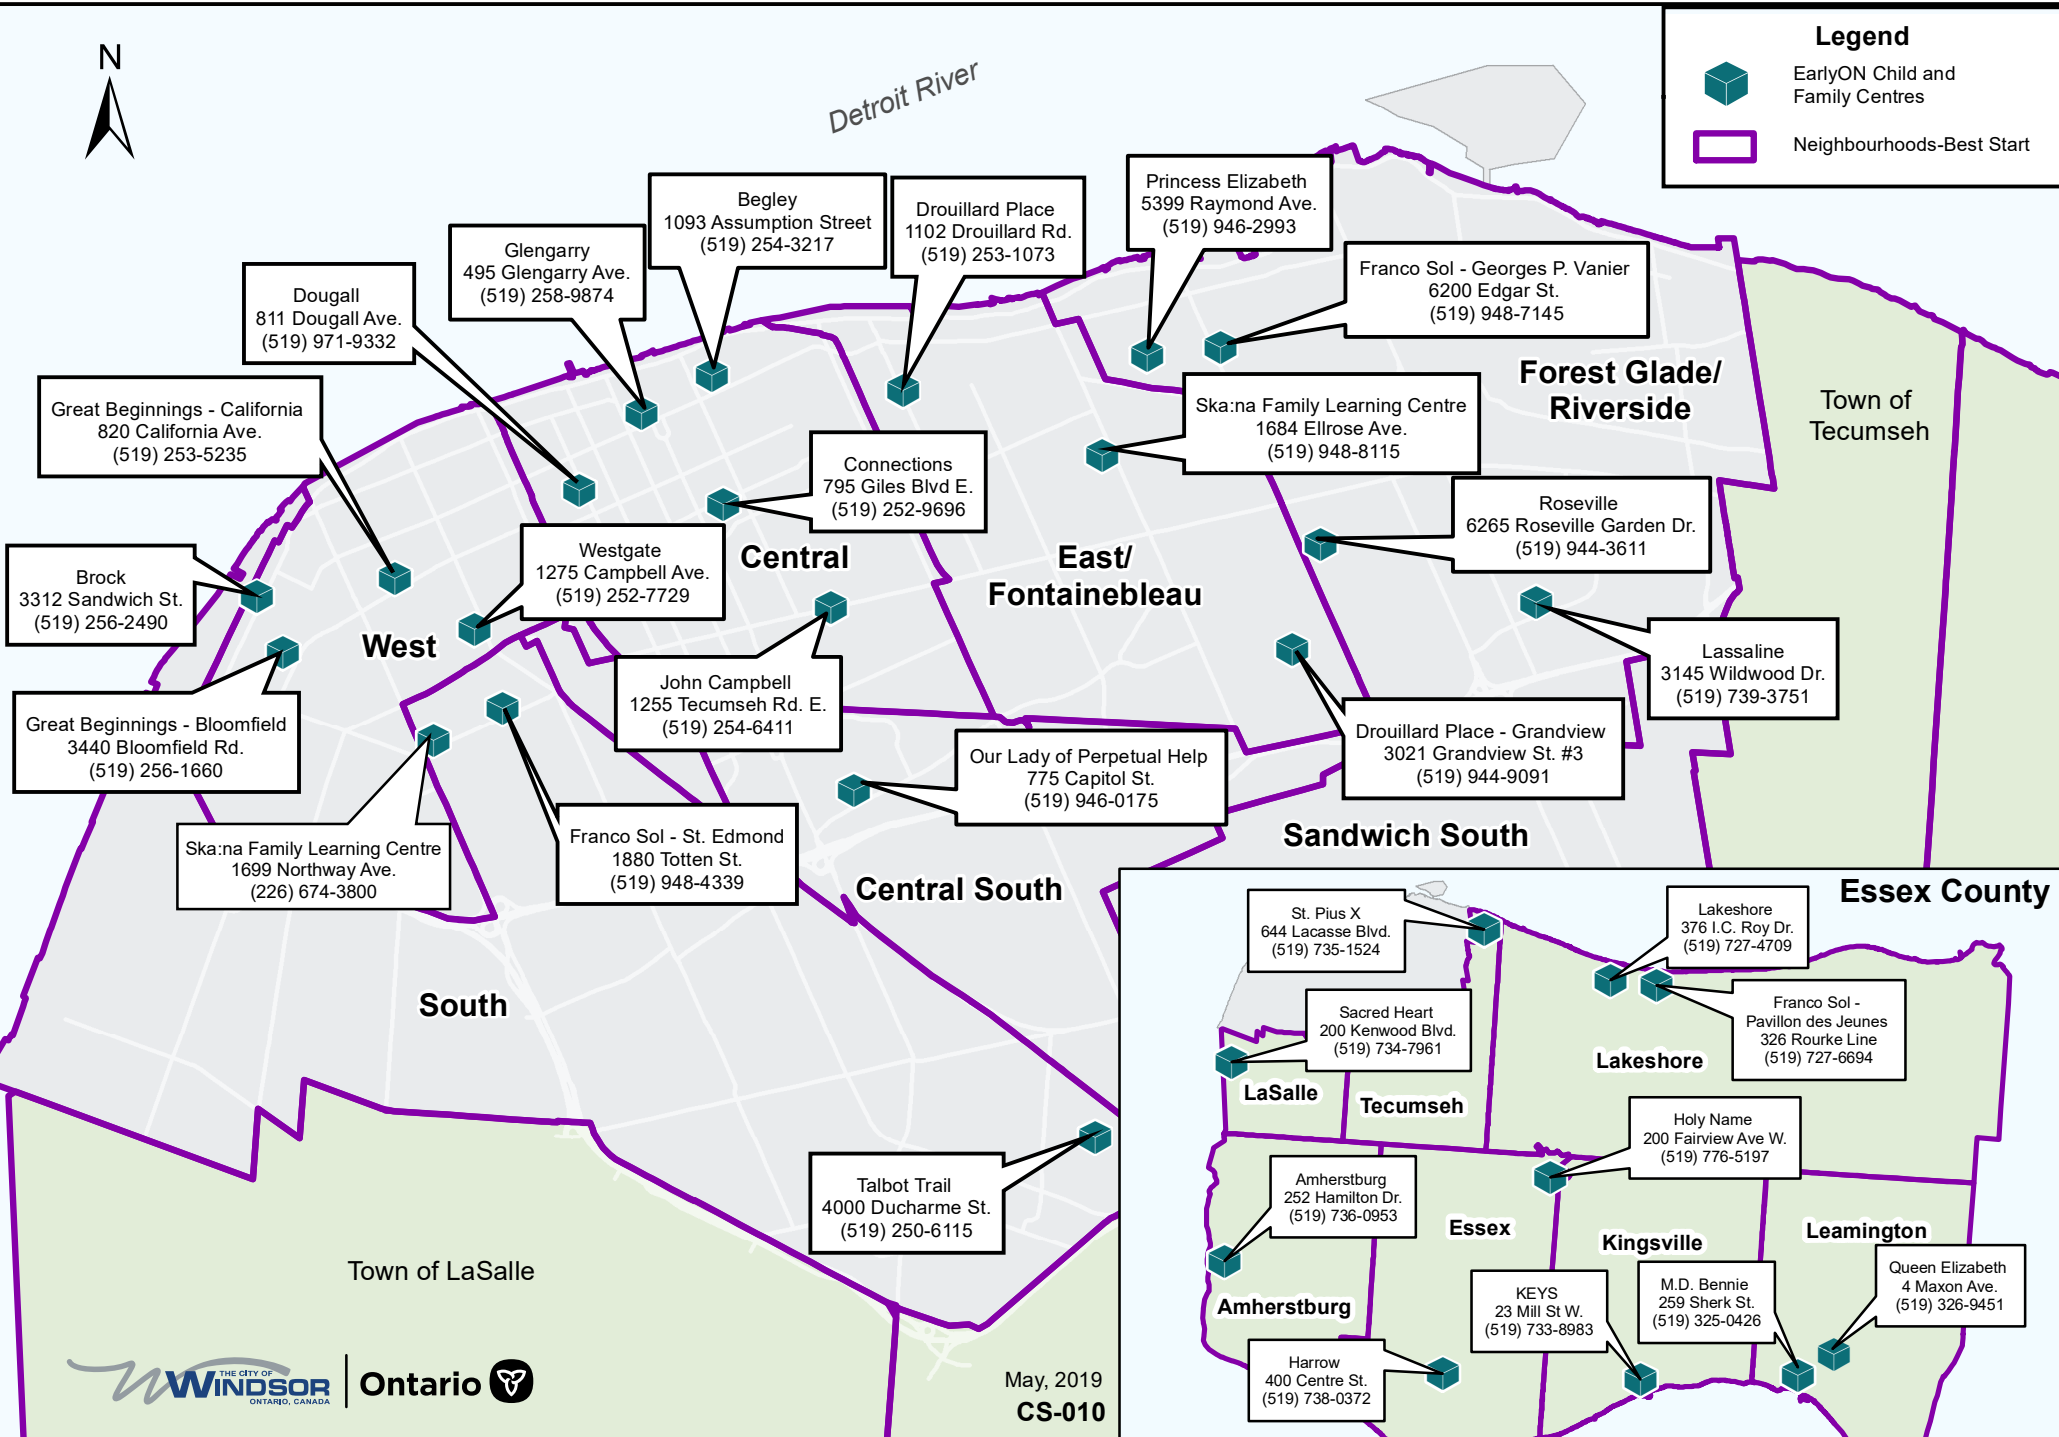 N
Detroit River
Legend
EarlyON Child and
Family Centres
Neighbourhoods-Best Start
Princess Elizabeth
5399 Raymond Ave.
(519) 946-2993
Begley
1093 Assumption Street
(519) 254-3217
Drouillard Place
1102 Drouillard Rd.
(519) 253-1073
Glengarry
495 Glengarry Ave.
(519) 258-9874
Franco Sol - Georges P. Vanier
6200 Edgar St.
(519) 948-7145
Dougall
811 Dougall Ave.
(519) 971-9332
Forest Glade/
Riverside
Town of
Tecumseh
Great Beginnings - California
820 California Ave.
(519) 253-5235
Ska:na Family Learning Centre
1684 Ellrose Ave.
(519) 948-8115
Connections
795 Giles Blvd E.
(519) 252-9696
Roseville
6265 Roseville Garden Dr.
(519) 944-3611
Westgate
1275 Campbell Ave.
(519) 252-7729
Central
East/
Fontainebleau
Brock
3312 Sandwich St.
(519) 256-2490
West
Lassaline
3145 Wildwood Dr.
(519) 739-3751
John Campbell
1255 Tecumseh Rd. E.
(519) 254-6411
Great Beginnings - Bloomfield
3440 Bloomfield Rd.
(519) 256-1660
Drouillard Place - Grandview
3021 Grandview St. #3
(519) 944-9091
Our Lady of Perpetual Help
775 Capitol St.
(519) 946-0175
Ska:na Family Learning Centre
1699 Northway Ave.
(226) 674-3800
Franco Sol - St. Edmond
1880 Totten St.
(519) 948-4339
Sandwich South
Central South
South
Talbot Trail
4000 Ducharme St.
(519) 250-6115
Town of LaSalle
THE CITY OF
WINDSOR
ONTARIO, CANADA
Ontario
May, 2019
CS-010
Essex County
St. Pius X
644 Lacasse Blvd.
(519) 735-1524
Lakeshore
376 I.C. Roy Dr.
(519) 727-4709
Sacred Heart
200 Kenwood Blvd.
(519) 734-7961
Franco Sol -
Pavillon des Jeunes
326 Rourke Line
(519) 727-6694
Lakeshore
LaSalle
Tecumseh
Holy Name
200 Fairview Ave W.
(519) 776-5197
Amherstburg
252 Hamilton Dr.
(519) 736-0953
Essex
Kingsville
Leamington
Queen Elizabeth
4 Maxon Ave.
(519) 326-9451
KEYS
23 Mill St W.
(519) 733-8983
M.D. Bennie
259 Sherk St.
(519) 325-0426
Amherstburg
Harrow
400 Centre St.
(519) 738-0372